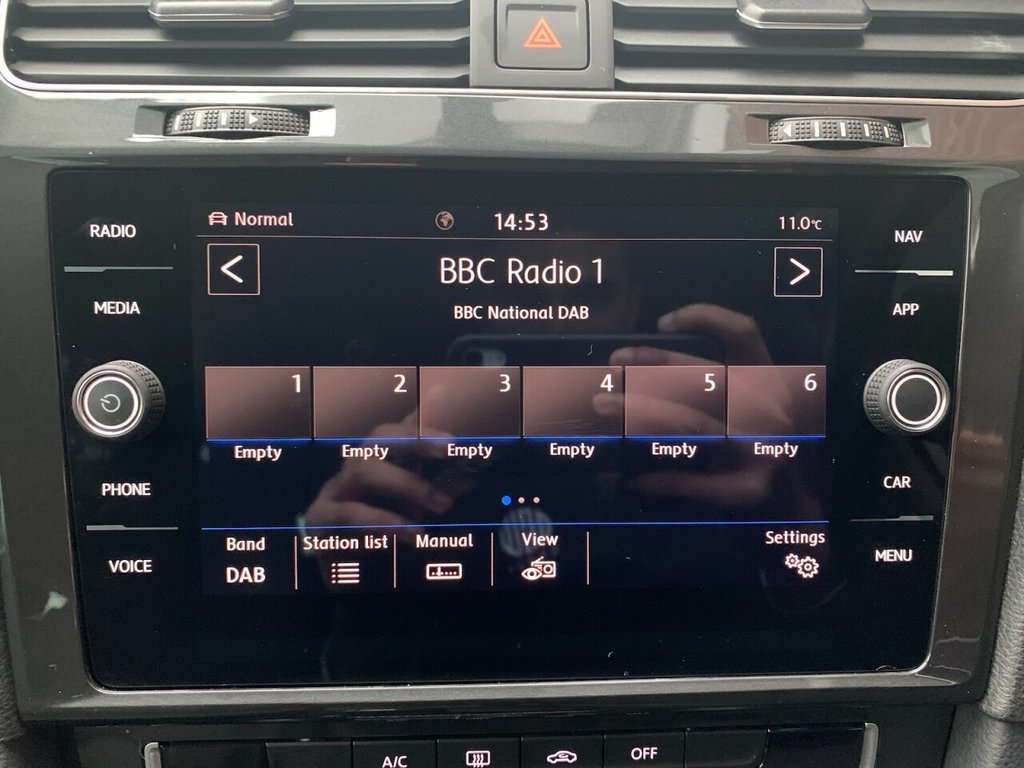 RADIO
MEDIA
PHONE
VOICE
Normal
14:53
11.0°C
BBC Radio 1
BBC National DAB
1 2 3 4 5 6
Empty Empty Empty Empty Empty Empty
Band Station list Manual View Settings
DAB
NAV
APP
CAR
MENU
A/C OFF